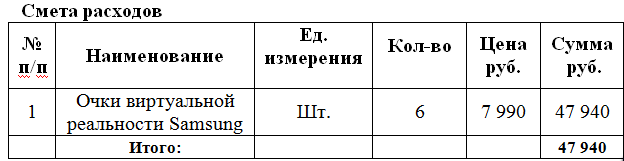 Смета расходов
№ п/п Наименование Ед. измерения Кол-во Цена руб. Сумма руб.
1 Очки виртуальной реальности Samsung Шт. 6 7 990 47 940
Итого: 47 940